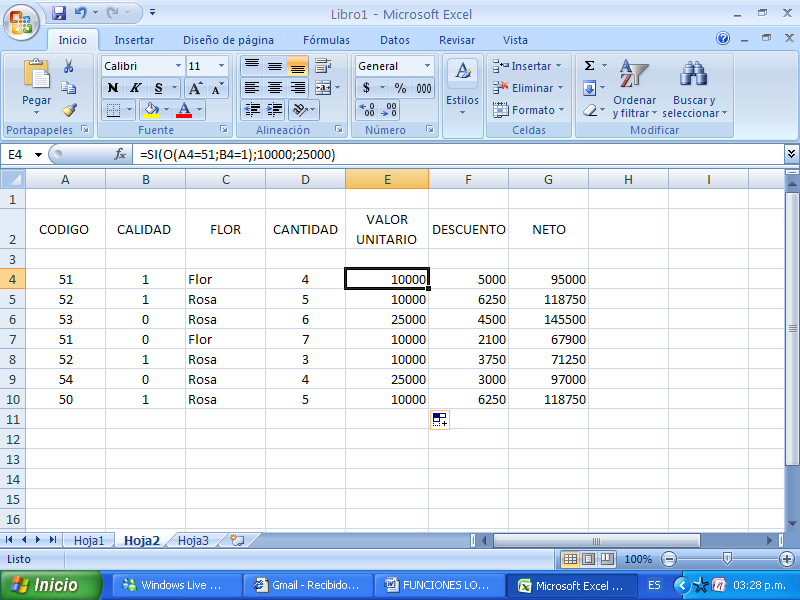 Libro1 - Microsoft Excel
Inicio Insertar Diseño de página Fórmulas Datos Revisar Vista
Pegar
Portapapeles
Calibri 11
N K S A A
A
Fuente
Alineación
General
$ % 000
,00 ,0
Número
A
Estilos
Insertar
Eliminar
Formato
Celdas
Σ
Ordenar y filtrar
Buscar y seleccionar
Modificar
E4 fx =SI(O(A4=51;B4=1);10000;25000)
A B C D E F G H I
1
2 CODIGO CALIDAD FLOR CANTIDAD VALOR UNITARIO DESCUENTO NETO
3
4 51 1 Flor 4 10000 5000 95000
5 52 1 Rosa 5 10000 6250 118750
6 53 0 Rosa 6 25000 4500 145500
7 51 0 Flor 7 10000 2100 67900
8 52 1 Rosa 3 10000 3750 71250
9 54 0 Rosa 4 25000 3000 97000
10 50 1 Rosa 5 10000 6250 118750
11
12
13
14
15
16
Hoja1 Hoja2 Hoja3
Listo 100%
Inicio Windows Live ... Gmail - Recibido... FUNCIONES LO... Microsoft Excel ... ES 03:28 p.m.